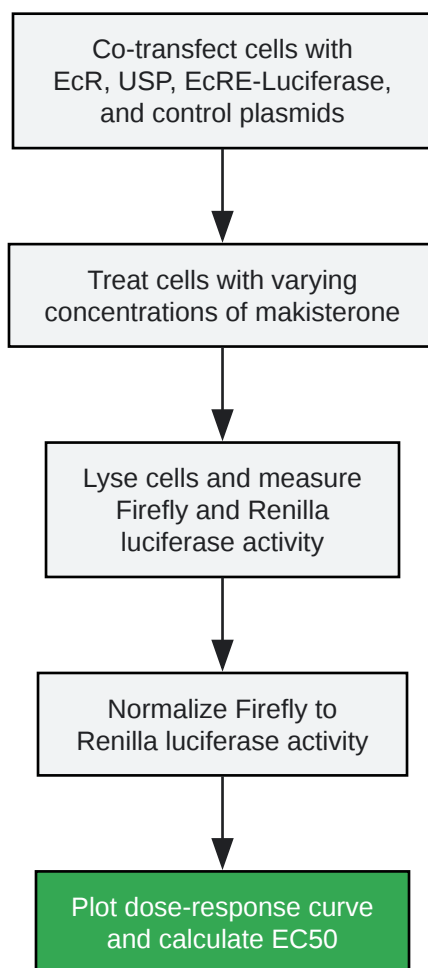 Co-transfect cells with
EcR, USP, EcRE-Luciferase,
and control plasmids
Treat cells with varying
concentrations of makisterone
Lyse cells and measure
Firefly and Renilla
luciferase activity
Normalize Firefly to
Renilla luciferase activity
Plot dose-response curve
and calculate EC50